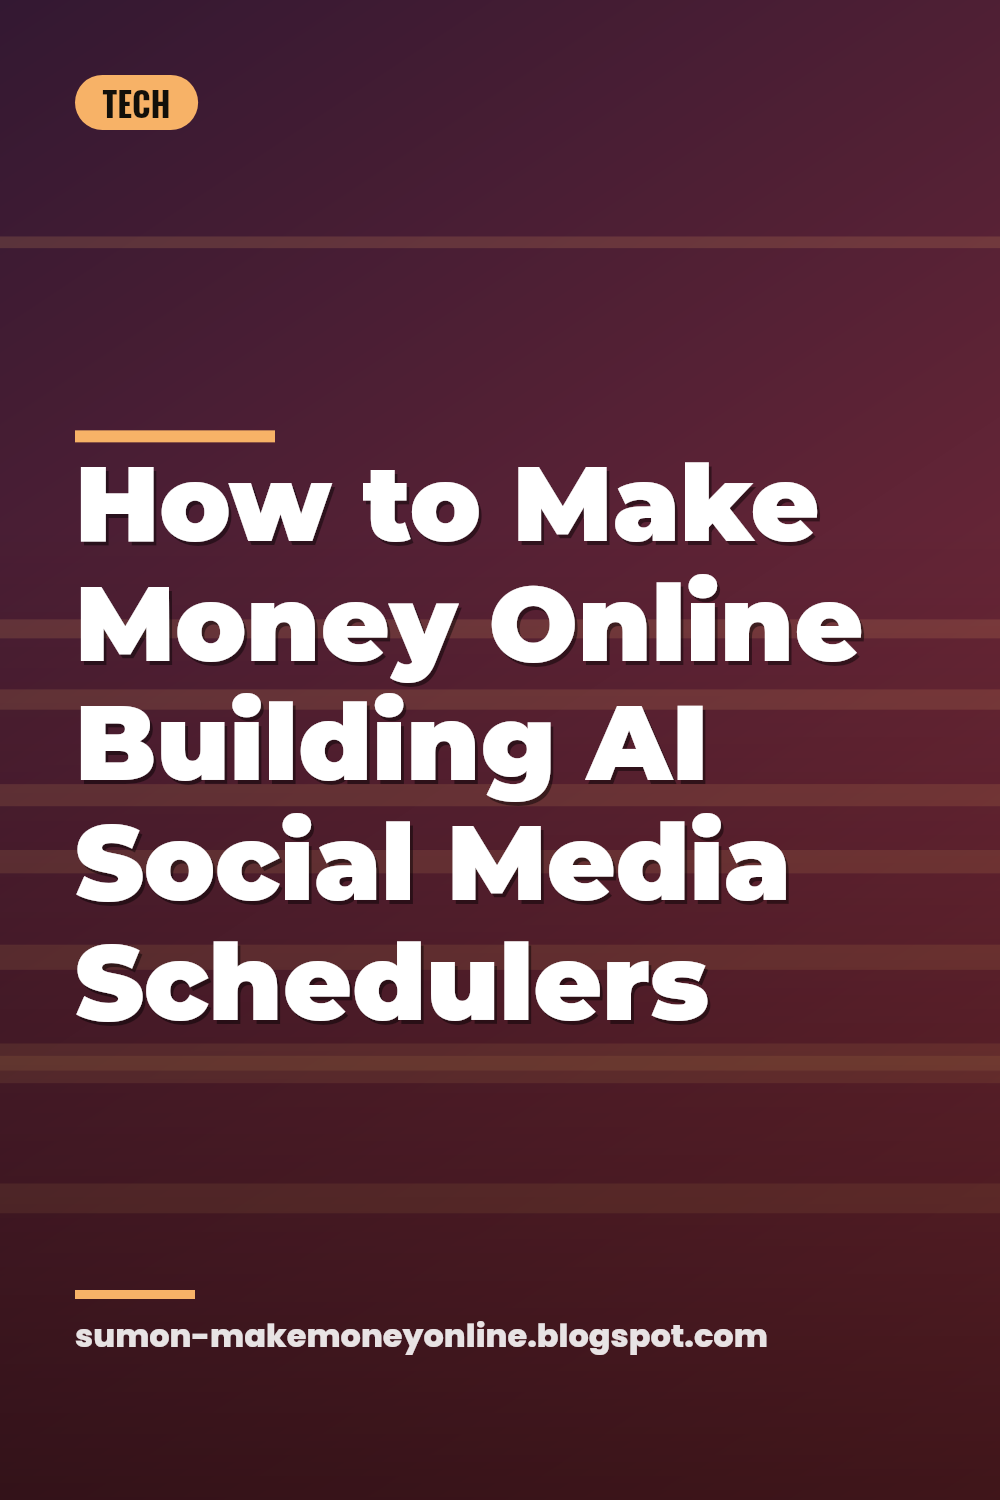 TECH
How to Make
Money Online
Building AI
Social Media
Schedulers
sumon-makemoneyonline.blogspot.com